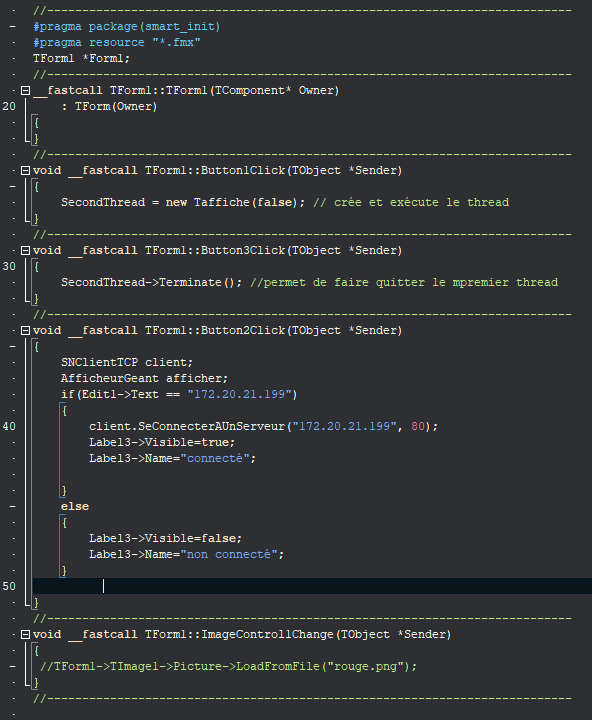 //---------------------------------------------------------------------------
#pragma package(smart_init)
#pragma resource "*.fmx"
TForm1 *Form1;
//---------------------------------------------------------------------------
__fastcall TForm1::TForm1(TComponent* Owner)
20 : TForm(Owner)
{
}
//---------------------------------------------------------------------------
void __fastcall TForm1::Button1Click(TObject *Sender)
{
SecondThread = new Taffiche(false); // crée et exécute le thread
}
//---------------------------------------------------------------------------
void __fastcall TForm1::Button3Click(TObject *Sender)
30 {
SecondThread->Terminate(); //permet de faire quitter le mpremier thread
}
//---------------------------------------------------------------------------
void __fastcall TForm1::Button2Click(TObject *Sender)
{
SNClientTCP client;
AfficheurGeant afficher;
if(Edit1->Text == "172.20.21.199")
{
40 client.SeConnecterAUnServeur("172.20.21.199", 80);
Label3->Visible=true;
Label3->Name="connecté";
}
else
{
Label3->Visible=false;
Label3->Name="non connecté";
}
50
}
//---------------------------------------------------------------------------
void __fastcall TForm1::ImageControl1Change(TObject *Sender)
{
//TForm1->TImage1->Picture->LoadFromFile("rouge.png");
}
//---------------------------------------------------------------------------